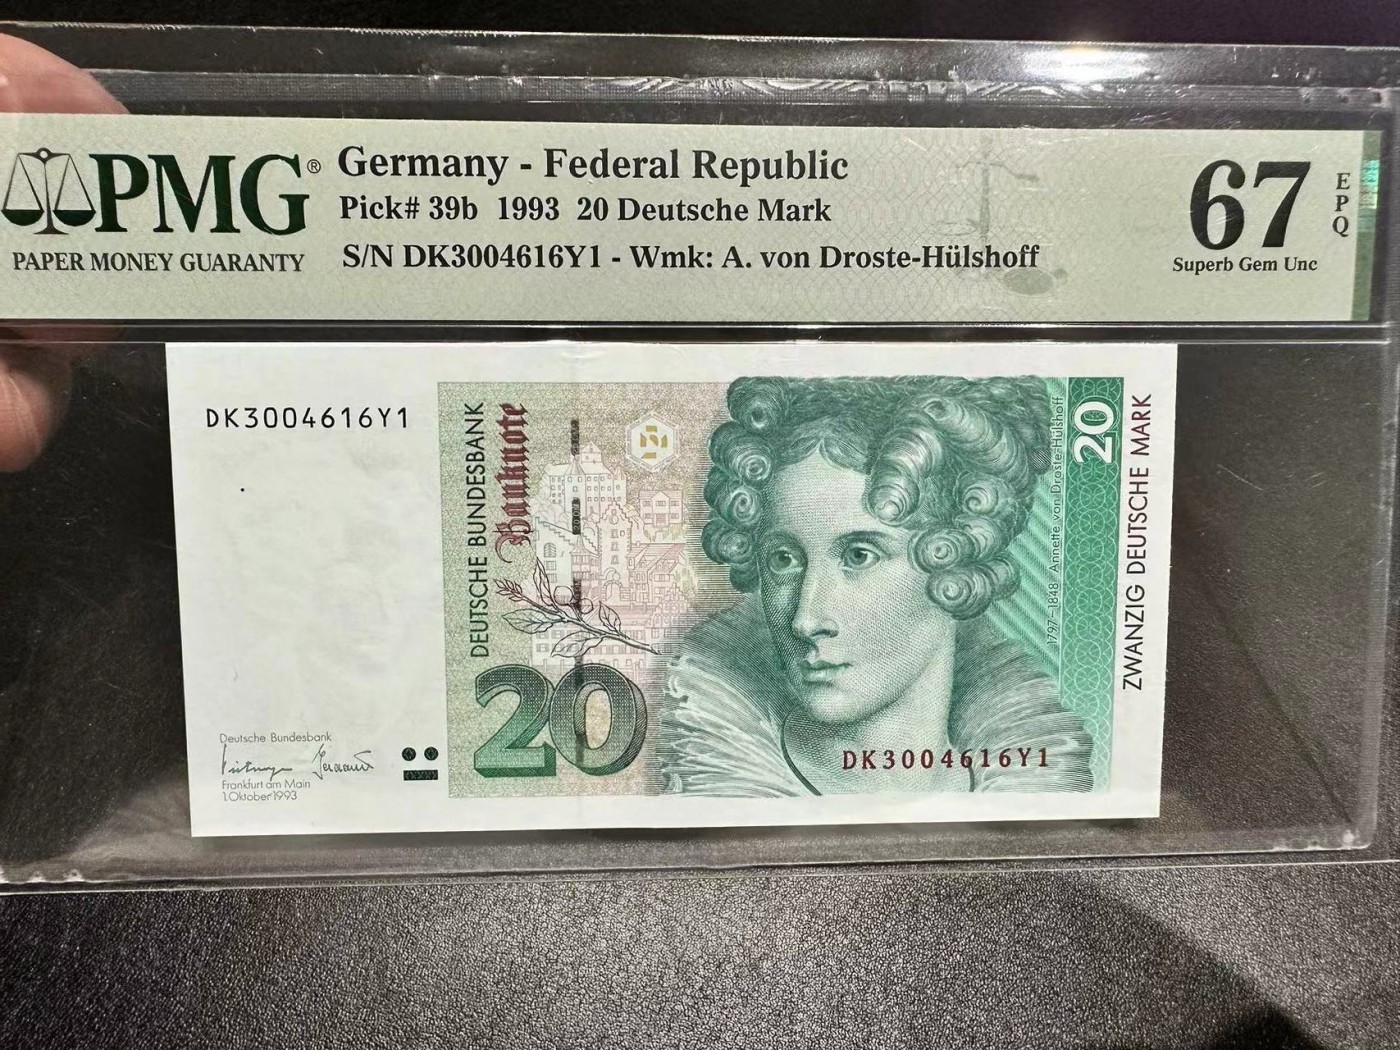 PMG®
PAPER MONEY GUARANTY
Germany - Federal Republic
Pick# 39b 1993 20 Deutsche Mark
S/N DK3004616Y1 - Wmk: A. von Droste-Hülshoff
67
EPQ
Superb Gem Unc
DK3004616Y1
DEUTSCHE BUNDESBANK
Banknote
20
Deutsche Bundesbank
Frankfurt am Main
1. Oktober 1993
1797–1848 Annette von Droste-Hülshoff
20
ZWANZIG DEUTSCHE MARK
DK3004616Y1